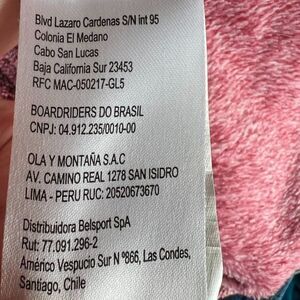 Blvd Lazaro Cardenas S/N int 95
Colonia El Medano
Cabo San Lucas
Baja California Sur 23453
RFC MAC-050217-GL5
BOARDRIDERS DO BRASIL
CNPJ: 04.912.235/0010-00
OLA Y MONTAÑA S.A.C
AV. CAMINO REAL 1278 SAN ISIDRO
LIMA - PERU RUC: 20520673670
Distribuidora Belsport SpA
Rut: 77.091.296-2
Américo Vespucio Sur N º866, Las Condes,
Santiago, Chile